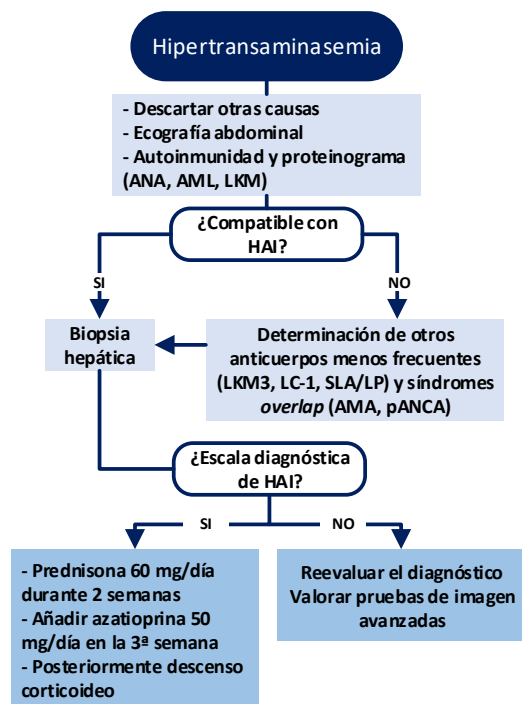 Hipertransaminasemia
- Descartar otras causas
- Ecografía abdominal
- Autoinmunidad y proteinograma
(ANA, AML, LKM)
¿Compatible con
HAI?
SI
NO
Biopsia
hepática
Determinación de otros
anticuerpos menos frecuentes
(LKM3, LC-1, SLA/LP) y síndromes
overlap (AMA, pANCA)
¿Escala diagnóstica
de HAI?
SI
NO
- Prednisona 60 mg/día
durante 2 semanas
- Añadir azatioprina 50
mg/día en la 3ª semana
- Posteriormente descenso
corticoideo
Reevaluar el diagnóstico
Valorar pruebas de imagen
avanzadas